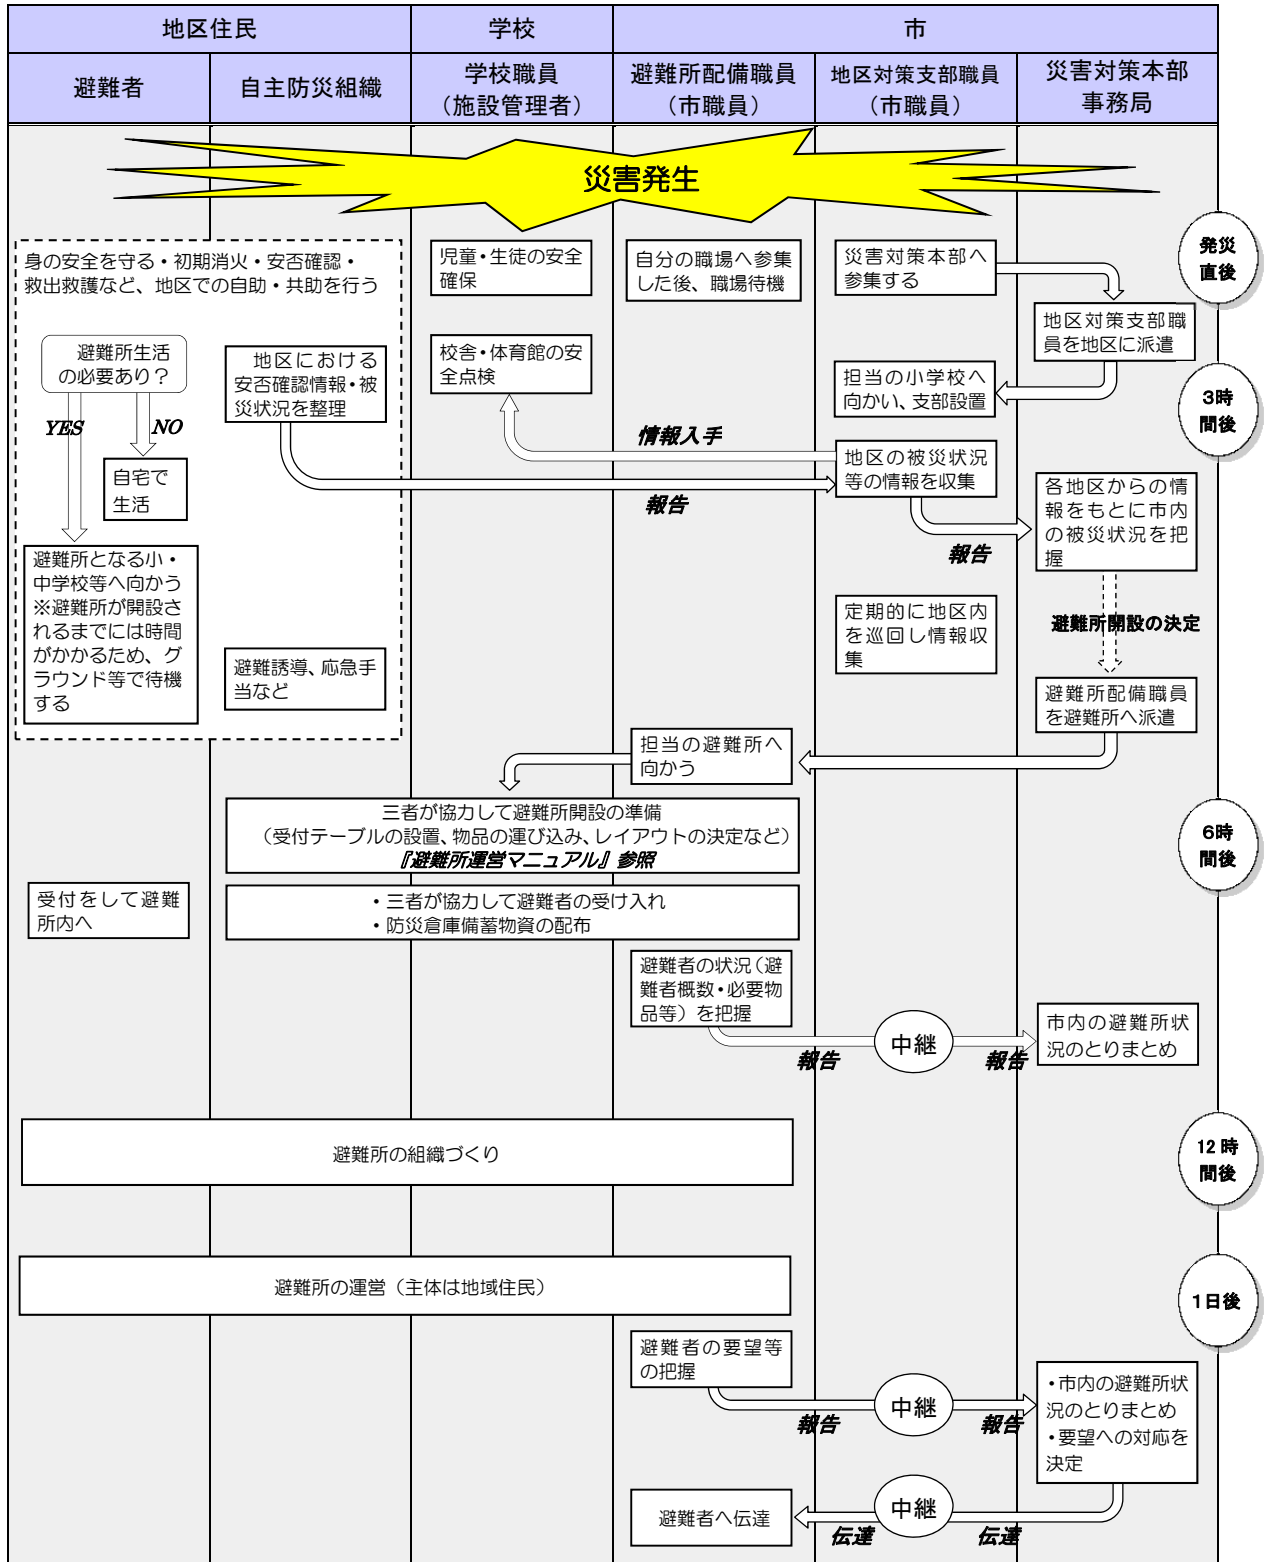 地区住民
学校
市
避難者
自主防災組織
学校職員
（施設管理者）
避難所配備職員
（市職員）
地区対策支部職員
（市職員）
災害対策本部
事務局
災害発生
発災
直後
身の安全を守る・初期消火・安否確認・
救出救護など、地区での自助・共助を行う
児童・生徒の安全
確保
自分の職場へ参集
した後、職場待機
災害対策本部へ
参集する
地区対策支部職
員を地区に派遣
避難所生活
の必要あり？
地区における
安否確認情報・被
災状況を整理
校舎・体育館の安
全点検
担当の小学校へ
向かい、支部設置
3時
間後
YES
NO
情報入手
自宅で
生活
報告
地区の被災状況
等の情報を収集
報告
各地区からの情
報をもとに市内
の被災状況を把
握
避難所となる小・
中学校等へ向かう
※避難所が開設さ
れるまでには時間
がかかるため、グ
ラウンド等で待機
する
避難誘導、応急手
当など
定期的に地区内
を巡回し情報収
集
避難所開設の決定
避難所配備職員
を避難所へ派遣
担当の避難所へ
向かう
三者が協力して避難所開設の準備
（受付テーブルの設置、物品の運び込み、レイアウトの決定など）
『避難所運営マニュアル』参照
6時
間後
受付をして避難
所内へ
・三者が協力して避難者の受け入れ
・防災倉庫備蓄物資の配布
避難者の状況（避
難者概数・必要物
品等）を把握
報告
中継
報告
市内の避難所状
況のとりまとめ
避難所の組織づくり
12時
間後
避難所の運営（主体は地域住民）
1日後
避難者の要望等
の把握
報告
中継
報告
・市内の避難所状
況のとりまとめ
・要望への対応を
決定
避難者へ伝達
伝達
中継
伝達